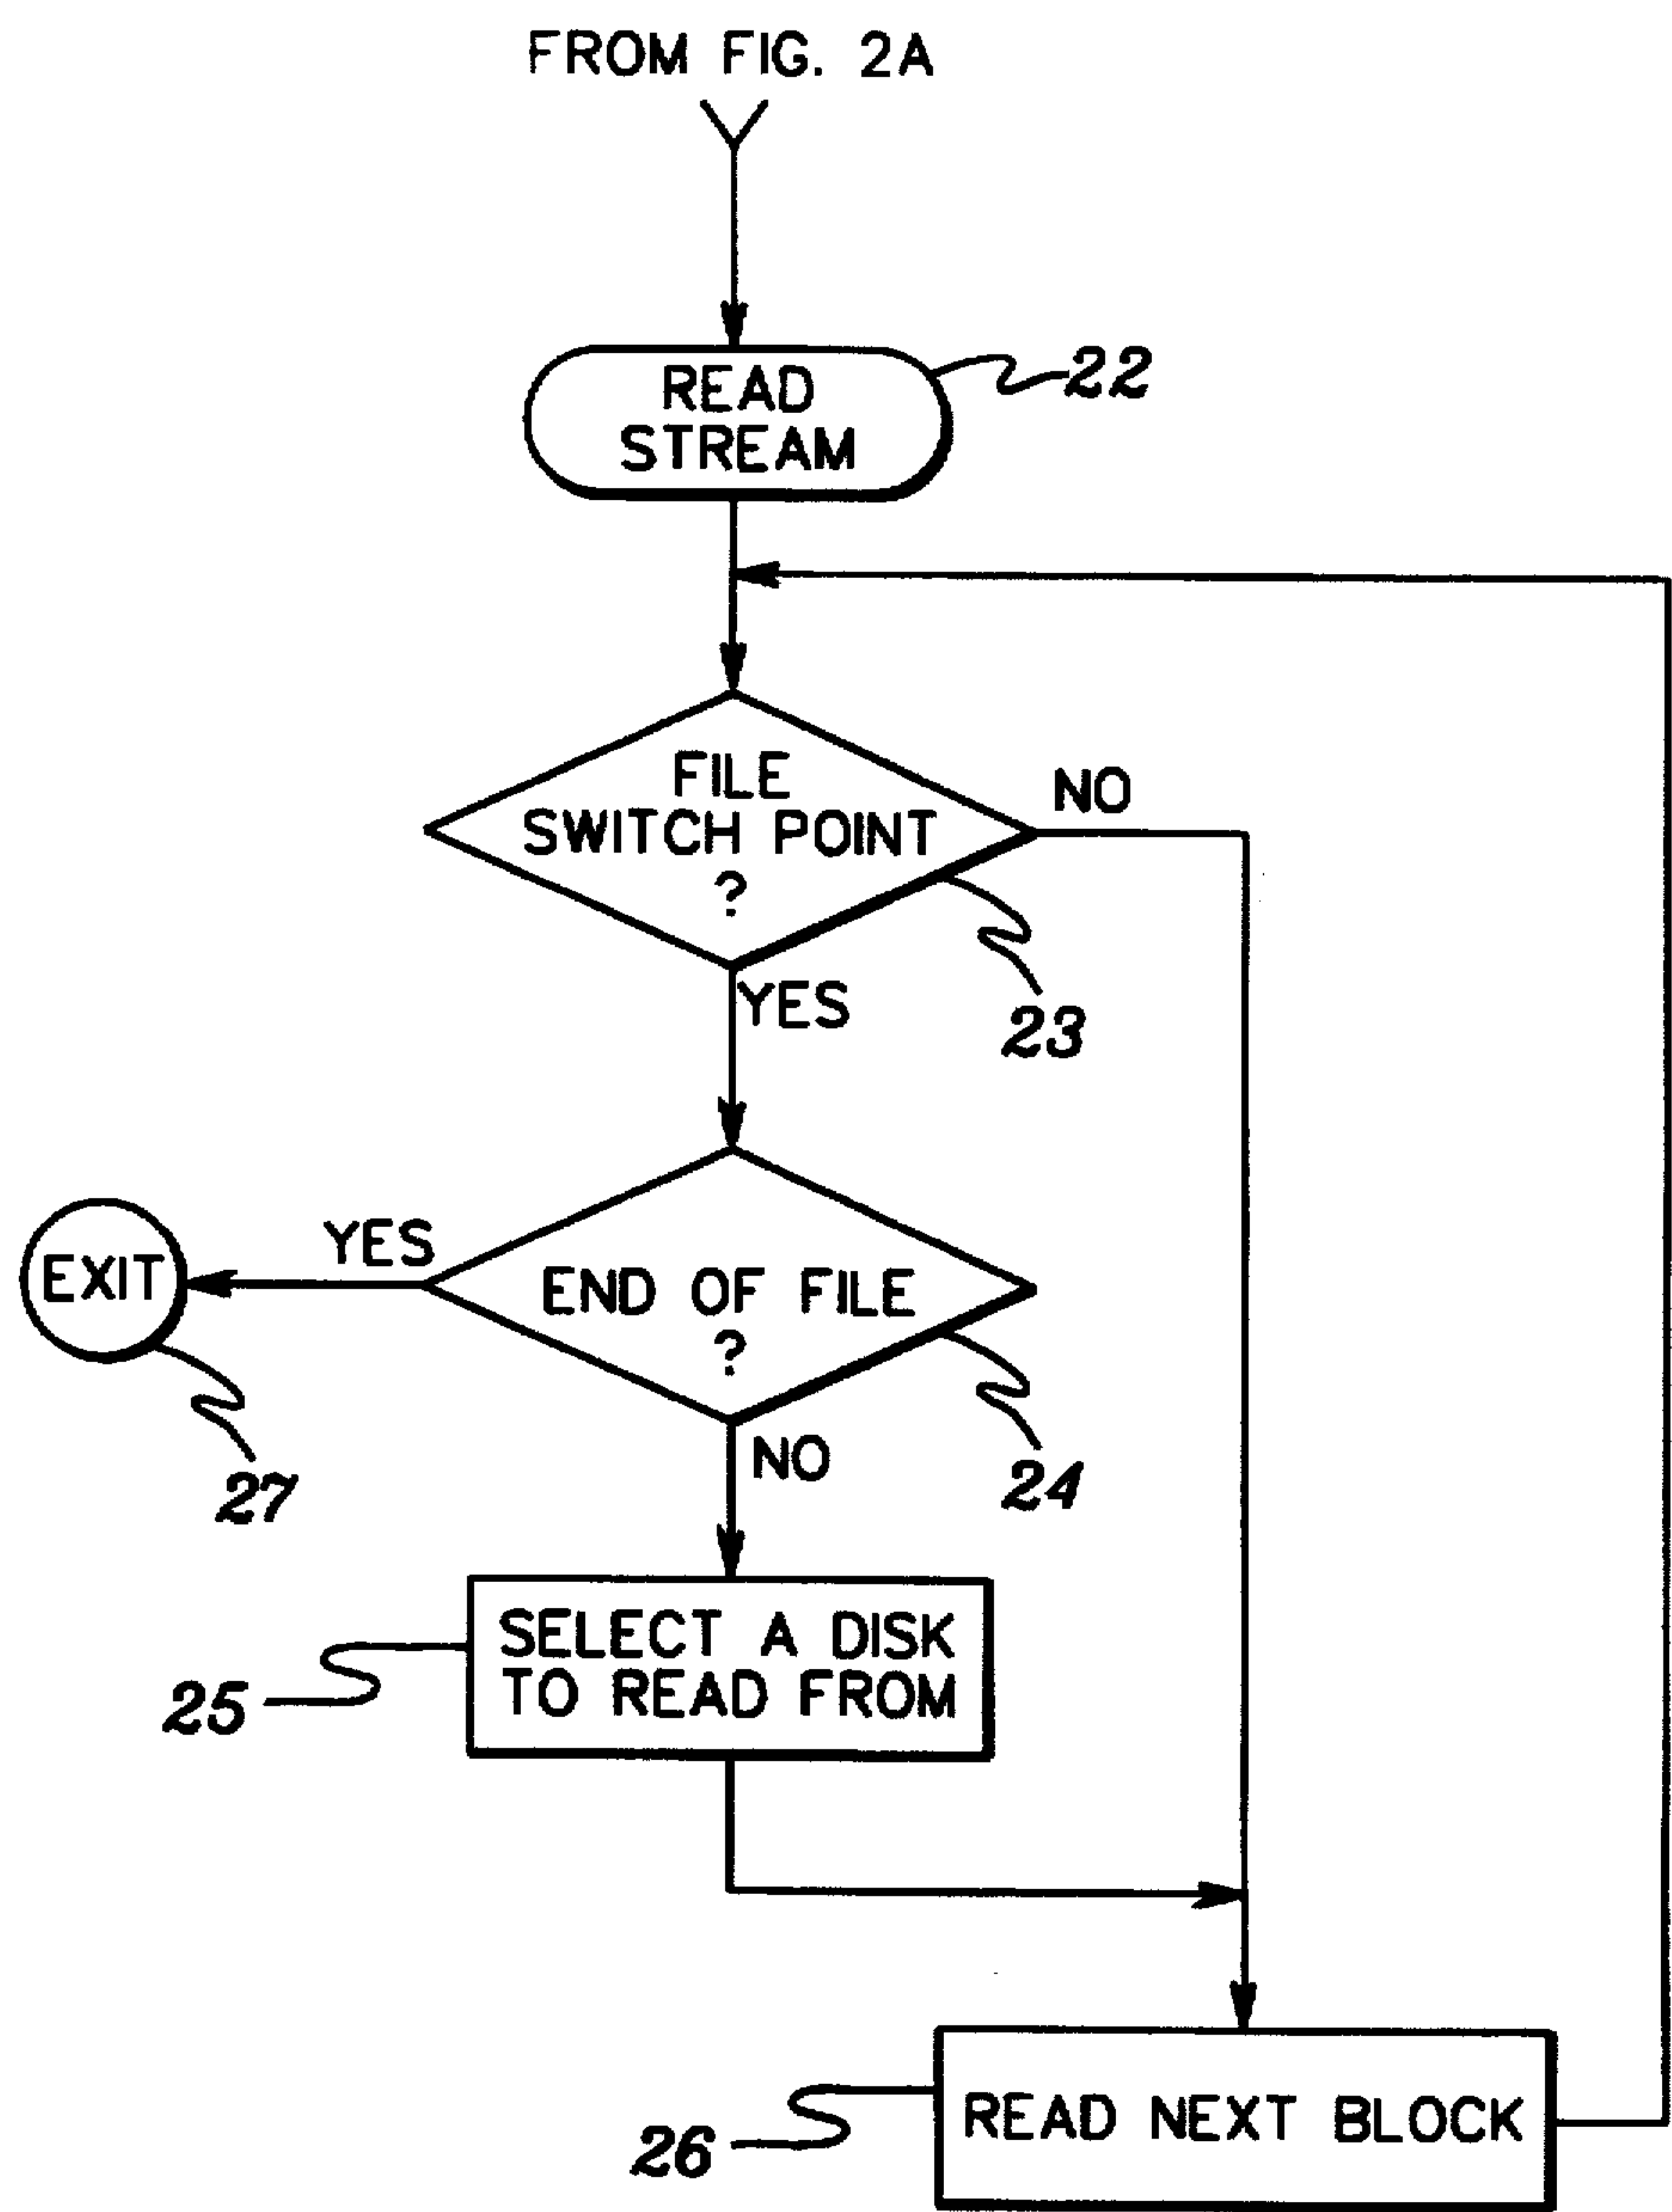 FROM FIG. 2A
READ
STREAM
22
FILE
SWITCH POINT
?
NO
YES
23
YES
EXIT
END OF FILE
?
27
NO
24
SELECT A DISK
TO READ FROM
25
READ NEXT BLOCK
26